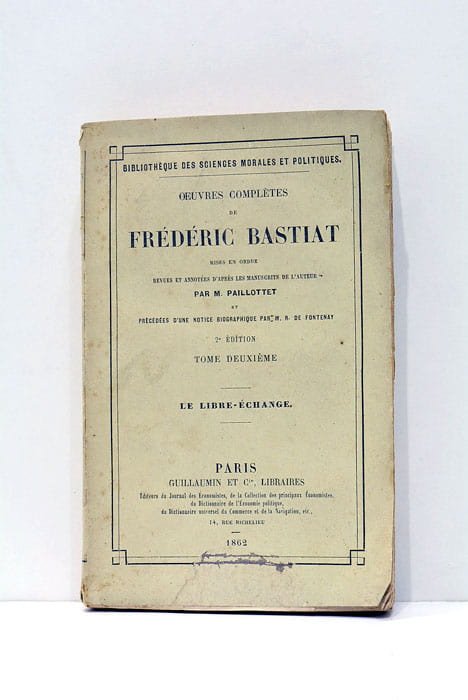 BIBLIOTHÈQUE DES SCIENCES MORALES ET POLITIQUES.
ŒUVRES COMPLÈTES
DE
FRÉDÉRIC BASTIAT
MISES EN ORDRE
REVUES ET ANNOTÉES D'APRÈS LES MANUSCRITS DE L'AUTEUR
PAR M. PAILLOTTET
ET
PRÉCÉDÉES D'UNE NOTICE BIOGRAPHIQUE PAR M. R. DE FONTENAY
2e ÉDITION
TOME DEUXIÈME
LE LIBRE-ÉCHANGE.
PARIS
GUILLAUMIN ET Cie, LIBRAIRES
Éditeurs du Journal des Économistes, de la Collection des principaux Économistes,
du Dictionnaire de l'Économie politique,
du Dictionnaire universel du Commerce et de la Navigation, etc.,
14, RUE RICHELIEU
1862